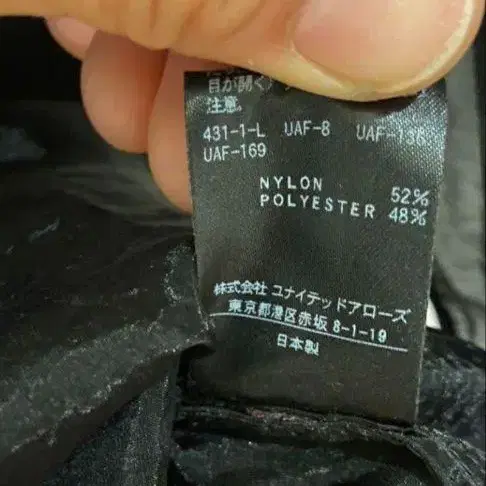 目が開く)
注意
431-1-L UAF-8 UAF-136
UAF-169
NYLON 52%
POLYESTER 48%
株式会社 ユナイテッドアローズ
東京都港区赤坂 8-1-19
日本製